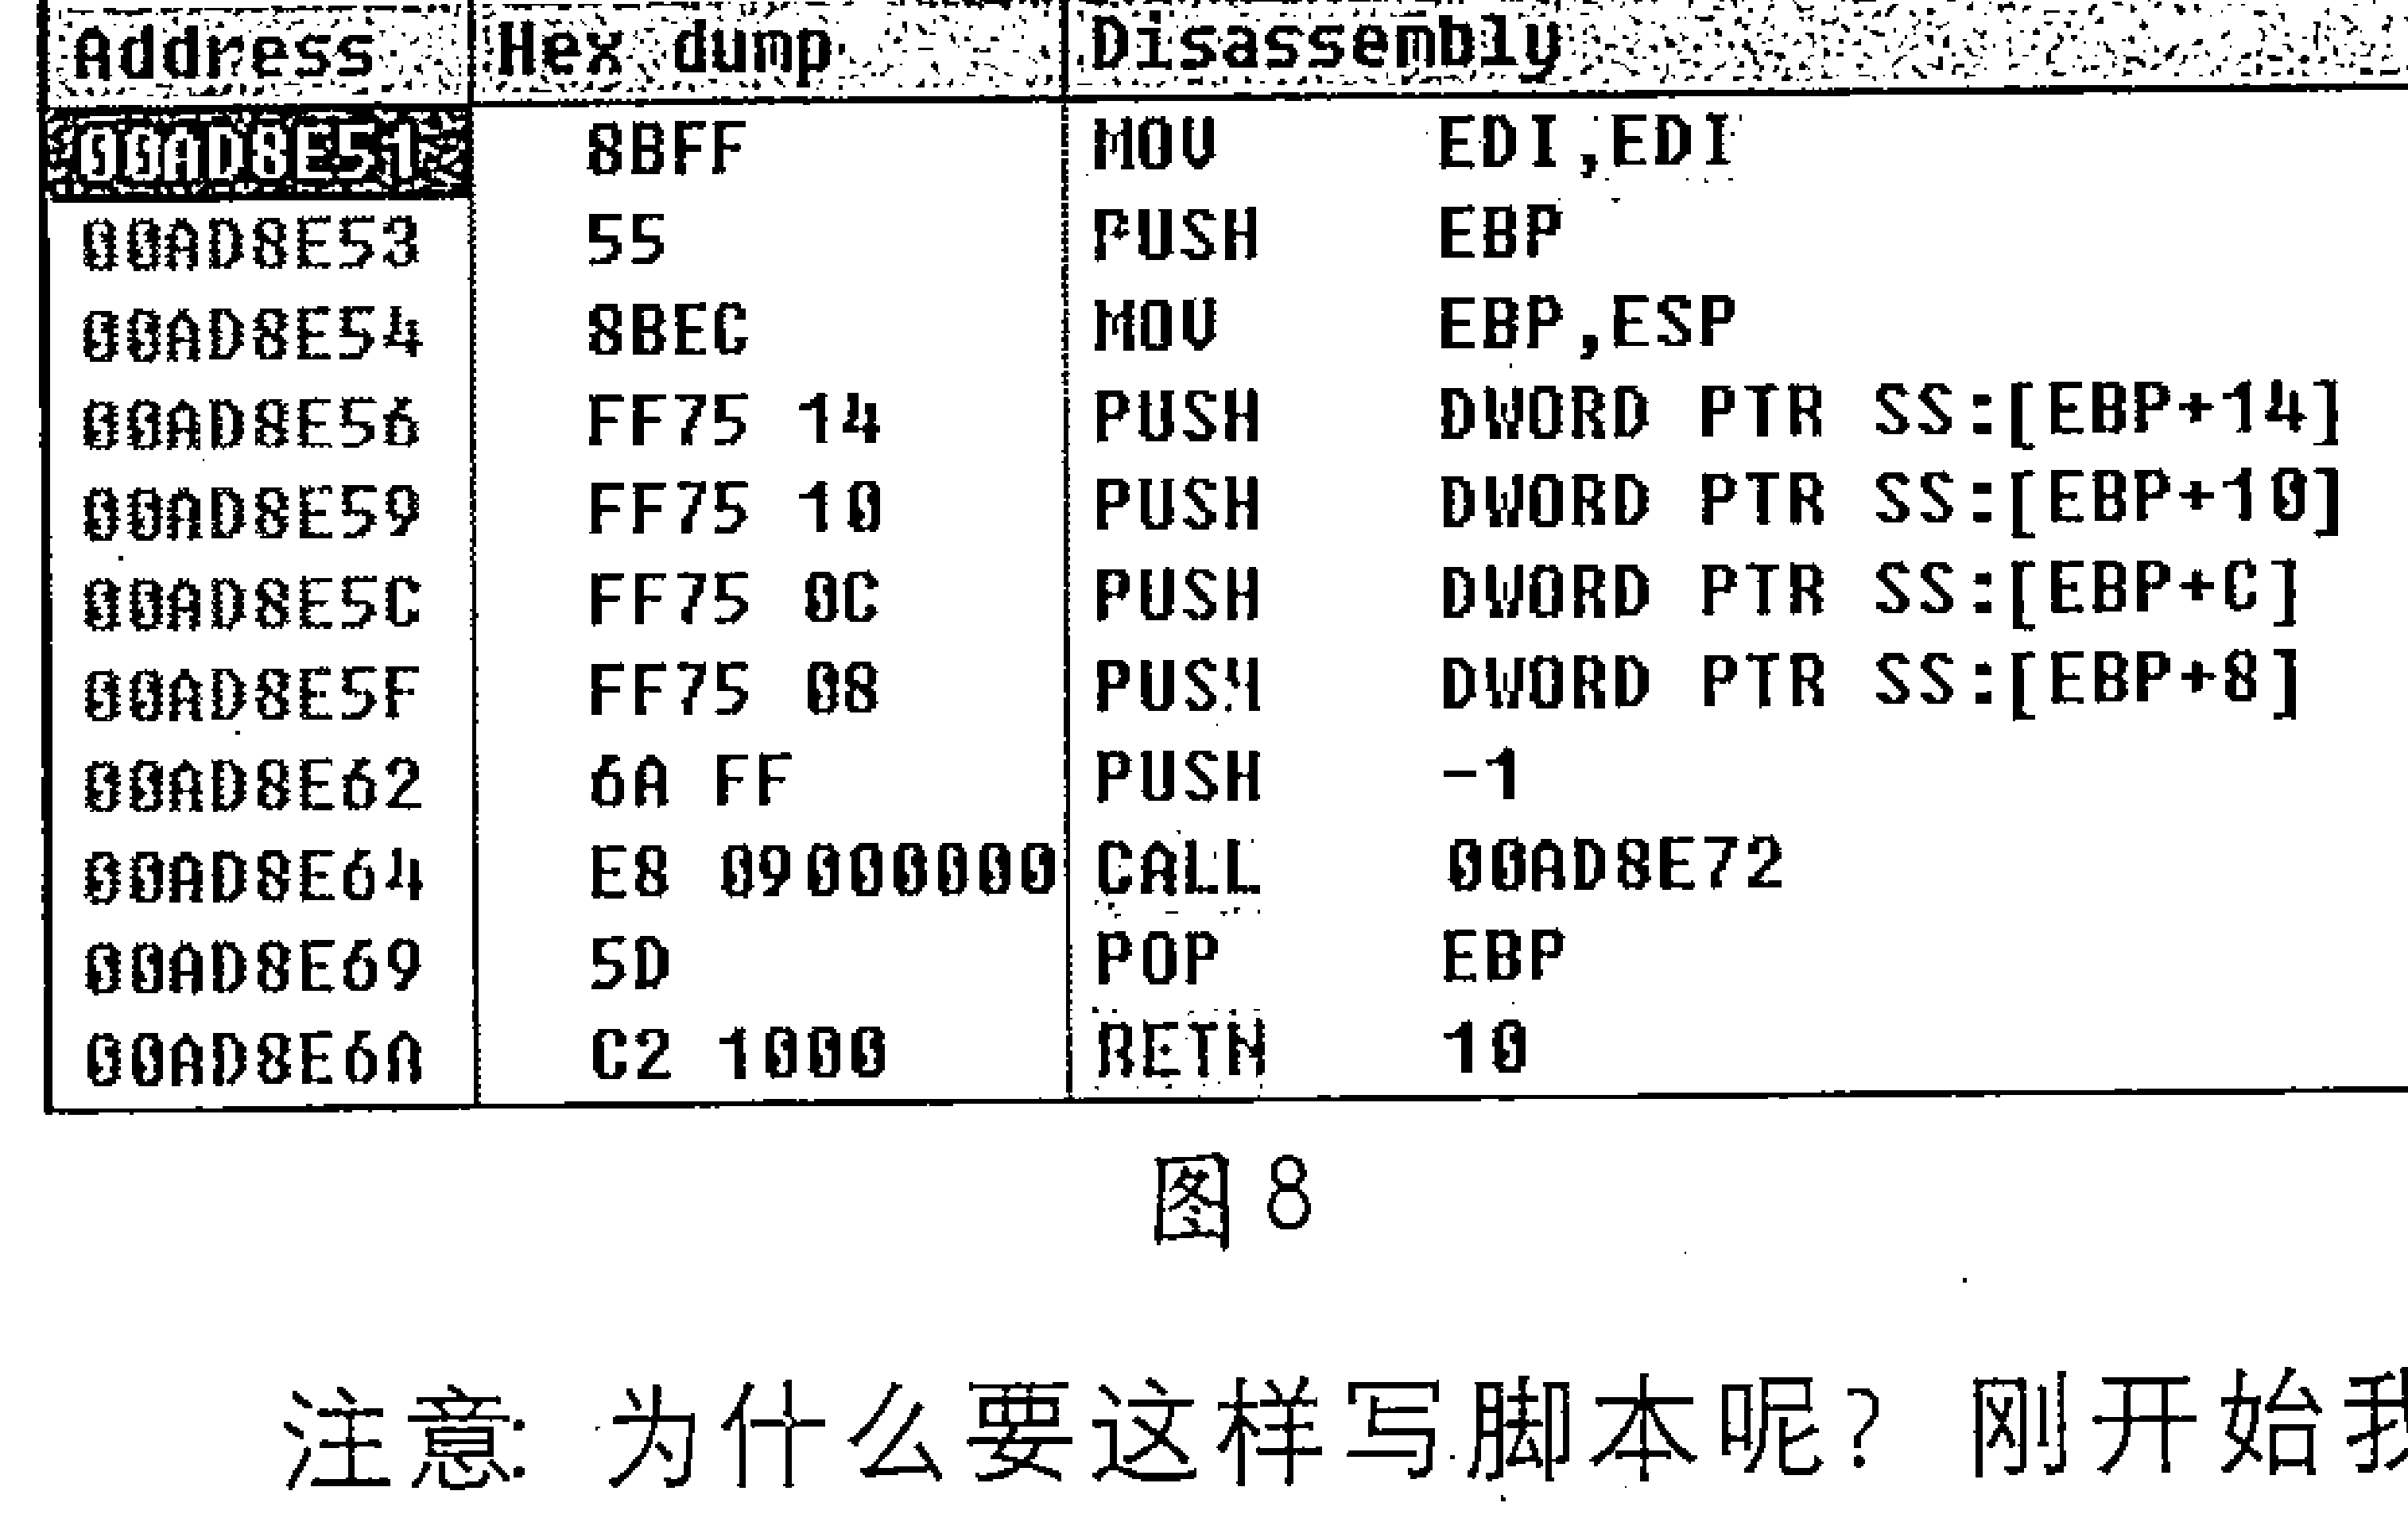 Address Hex dump Disassembly
00AD8E51 8BFF MOV EDI,EDI
00AD8E53 55 PUSH EBP
00AD8E54 8BEC MOV EBP,ESP
00AD8E56 FF75 14 PUSH DWORD PTR SS:[EBP+14]
00AD8E59 FF75 10 PUSH DWORD PTR SS:[EBP+10]
00AD8E5C FF75 0C PUSH DWORD PTR SS:[EBP+C]
00AD8E5F FF75 08 PUSH DWORD PTR SS:[EBP+8]
00AD8E62 6A FF PUSH -1
00AD8E64 E8 09000000 CALL 00AD8E72
00AD8E69 5D POP EBP
00AD8E6A C2 1000 RETN 10
图 8
注意: 为什么要这样写脚本呢? 刚开始我